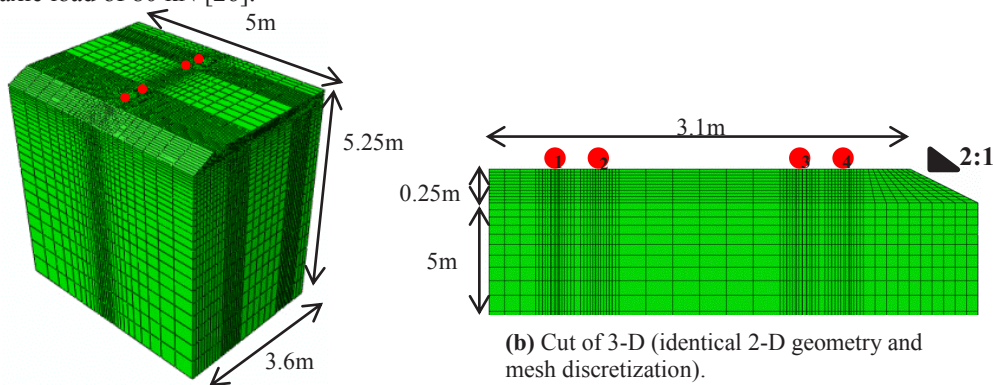 5m
5.25m
3.6m
3.1m
1 2 3 4
2:1
0.25m
5m
(b) Cut of 3-D (identical 2-D geometry and
mesh discretization).